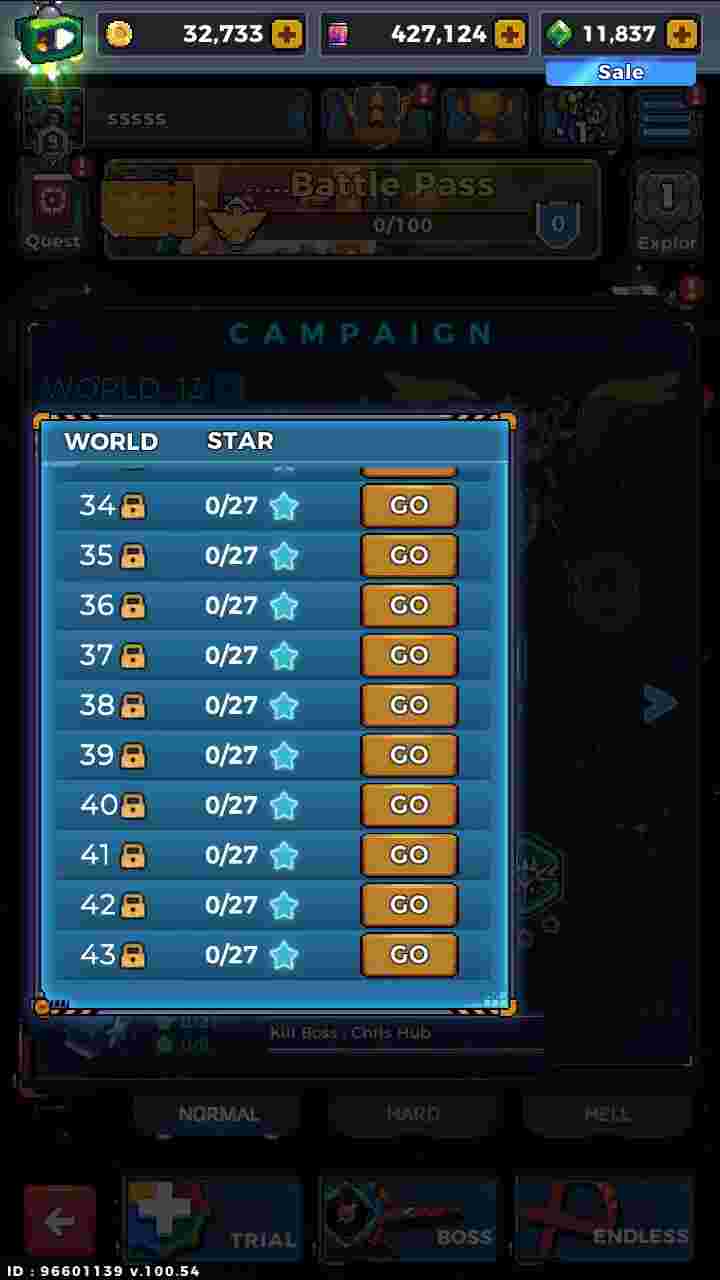 32,733
427,124
11,837
Sale
9
sssss
1
Battle Pass
0/100
0
Quest
1
Explor
CAMPAIGN
WORLD 13
WORLD STAR
34 0/27 GO
35 0/27 GO
36 0/27 GO
37 0/27 GO
38 0/27 GO
39 0/27 GO
40 0/27 GO
41 0/27 GO
42 0/27 GO
43 0/27 GO
Kill Boss : Chris Hub
NORMAL HARD HELL
TRIAL BOSS ENDLESS
ID : 96601139 v.100.54